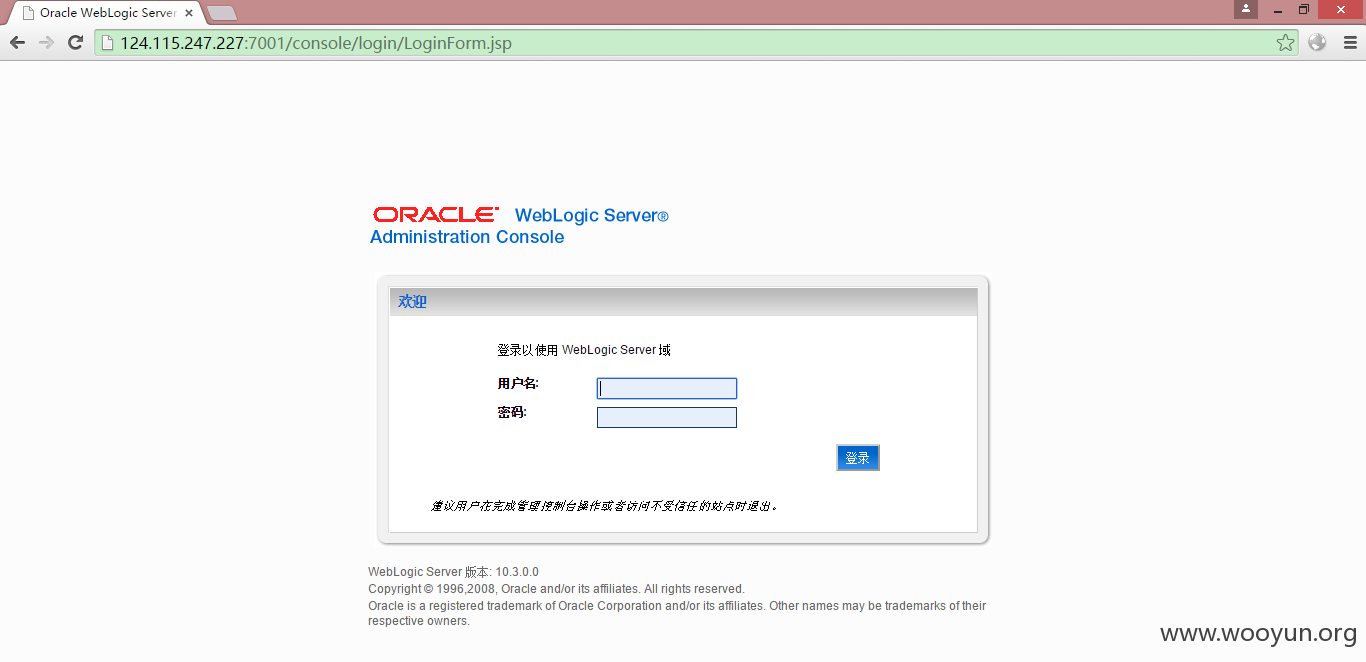 Oracle WebLogic Server
124.115.247.227:7001/console/login/LoginForm.jsp
ORACLE WebLogic Server®
Administration Console
欢迎
登录以使用 WebLogic Server 域
用户名:
密码:
登录
建议用户在完成管理控制台操作或者访问不受信任的站点时退出。
WebLogic Server 版本: 10.3.0.0
Copyright © 1996,2008, Oracle and/or its affiliates. All rights reserved.
Oracle is a registered trademark of Oracle Corporation and/or its affiliates. Other names may be trademarks of their
respective owners.
www.wooyun.org